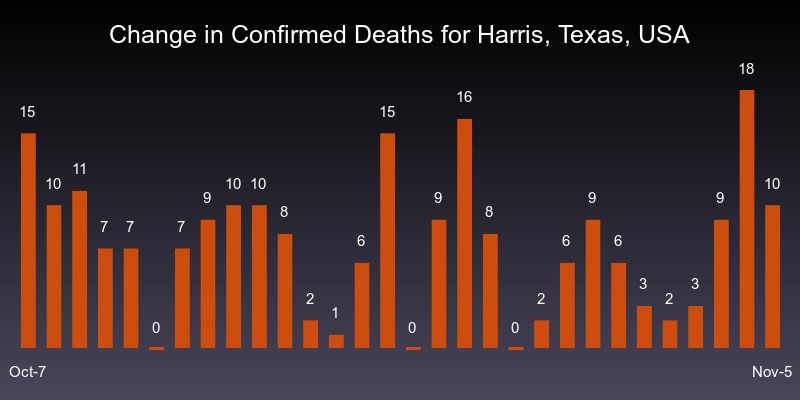 Change in Confirmed Deaths for Harris, Texas, USA
15 10 11 7 7 0 7 9 10 10 8 2 1 6 15 0 9 16 8 0 2 6 9 6 3 2 3 9 18 10
Oct-7 Nov-5